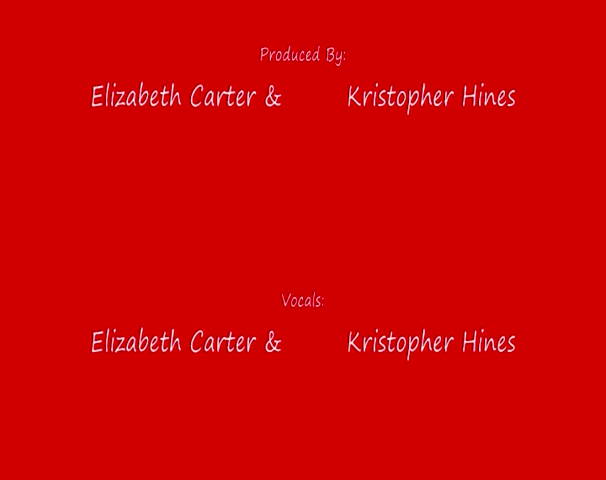 Produced By:
Elizabeth Carter & Kristopher Hines
Vocals:
Elizabeth Carter & Kristopher Hines